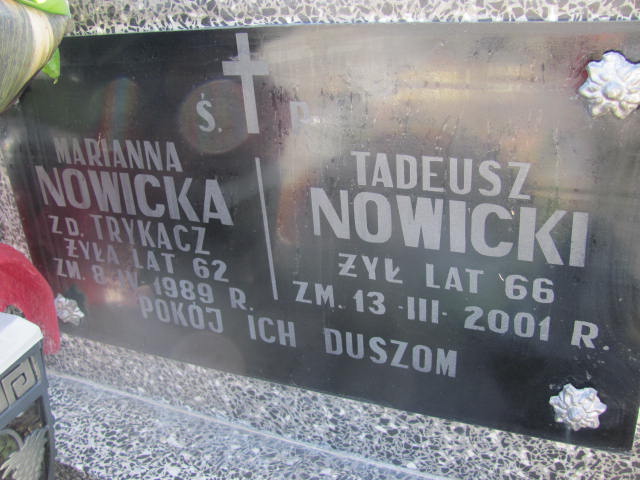 Ś. P.
MARIANNA
NOWICKA
ZD. TRYKACZ
ŻYŁA LAT 62
ZM. 8-IV-1989 R.
TADEUSZ
NOWICKI
ŻYŁ LAT 66
ZM. 13-III-2001 R.
POKÓJ ICH DUSZOM